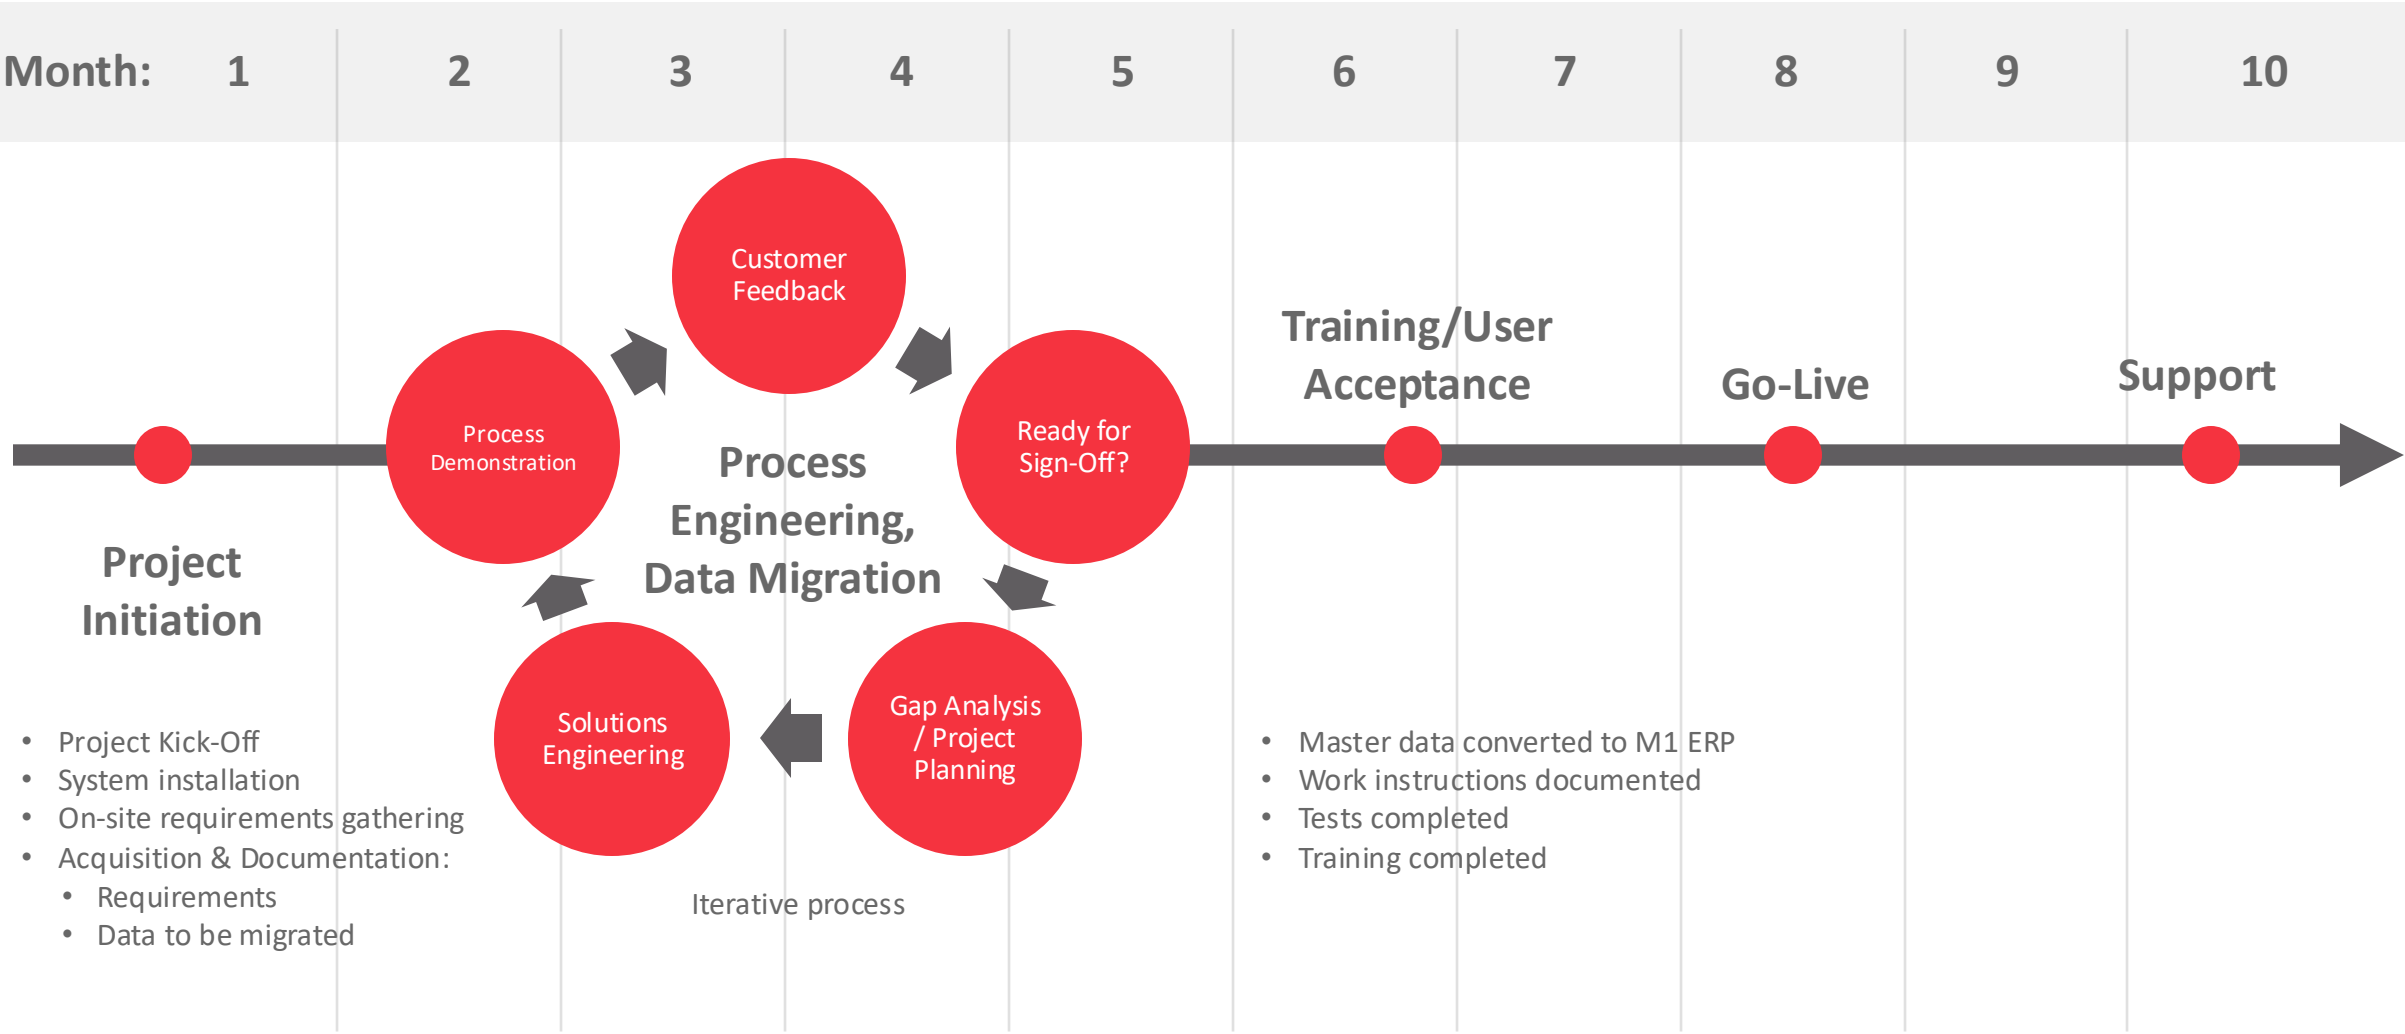 Month: 1 2 3 4 5 6 7 8 9 10
Customer
Feedback
Process
Demonstration
Ready for
Sign-Off?
Gap Analysis
/ Project
Planning
Solutions
Engineering
Process
Engineering,
Data Migration
Iterative process
Project
Initiation
• Project Kick-Off
• System installation
• On-site requirements gathering
• Acquisition & Documentation:
• Requirements
• Data to be migrated
Training/User
Acceptance
• Master data converted to M1 ERP
• Work instructions documented
• Tests completed
• Training completed
Go-Live
Support